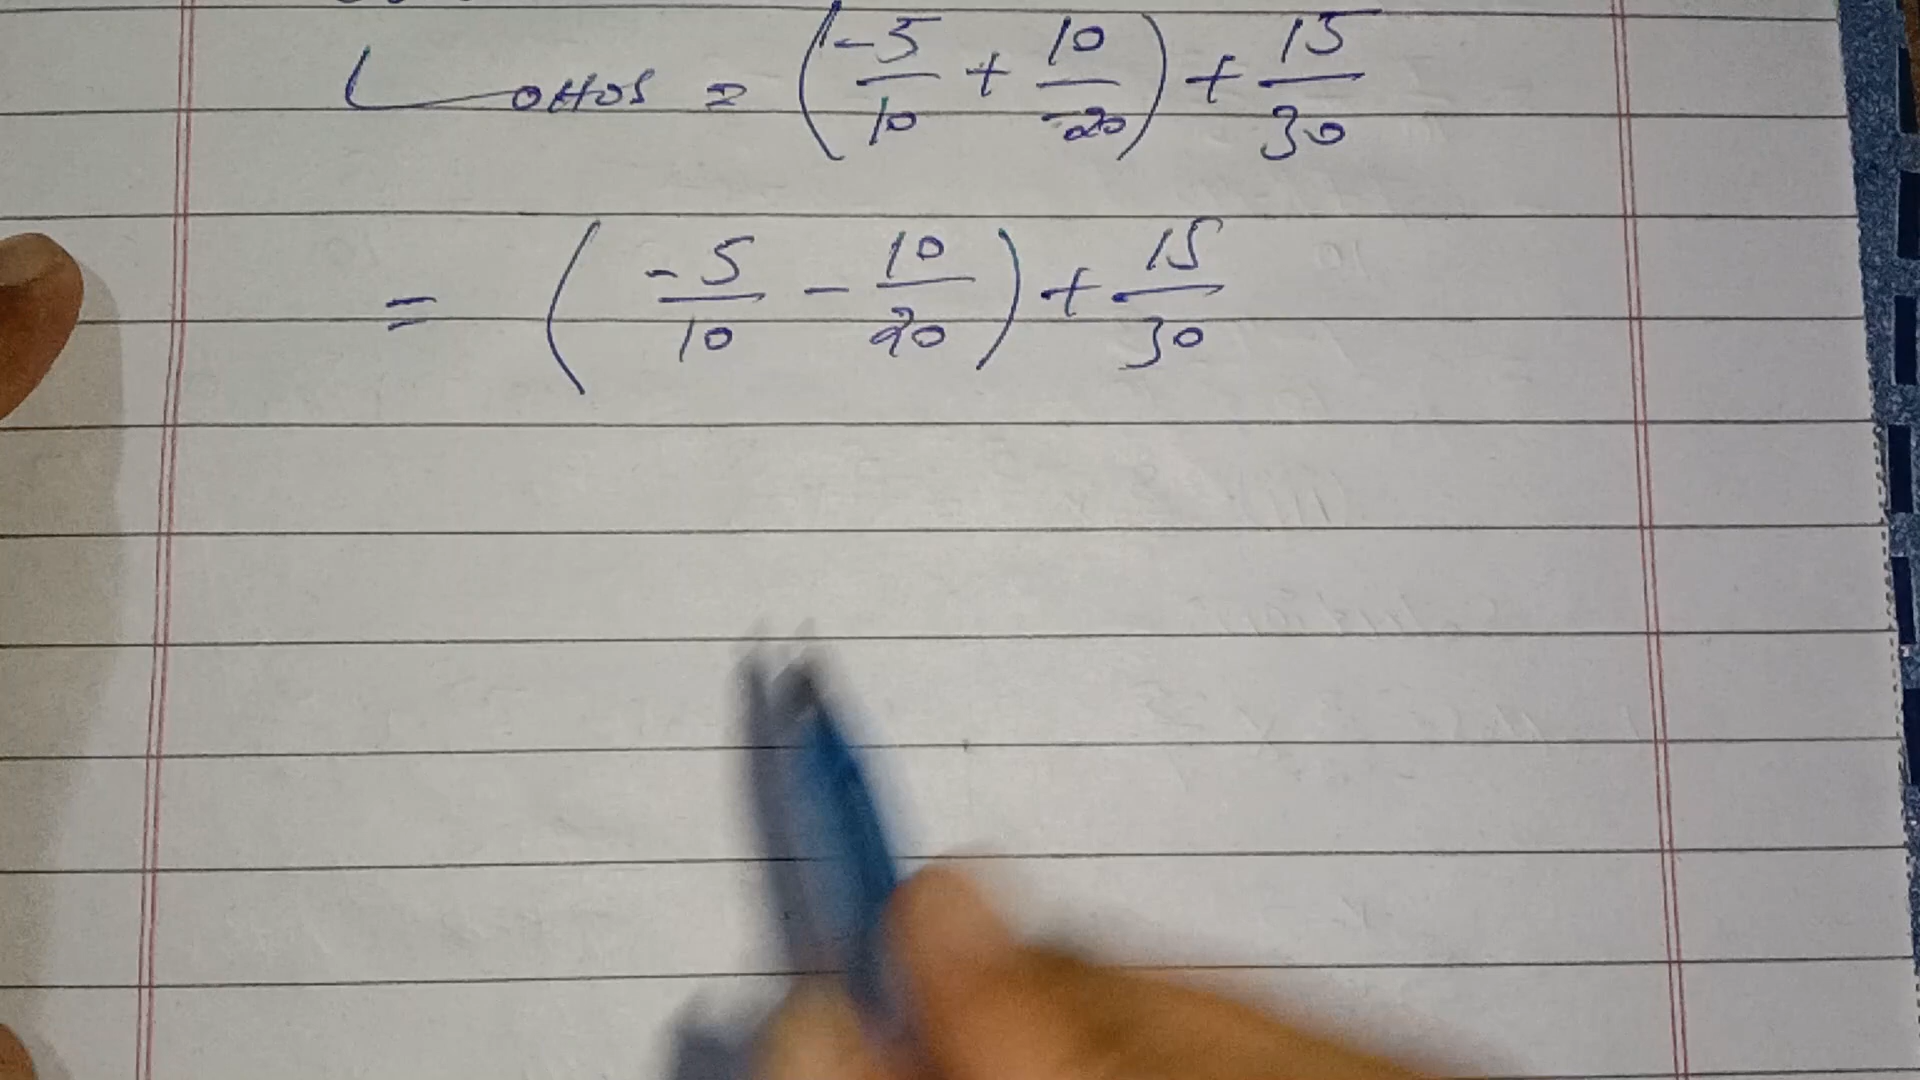 L.H.S = (-5/10 + 10/-20) + 15/30
= (-5/10 - 10/20) + 15/30